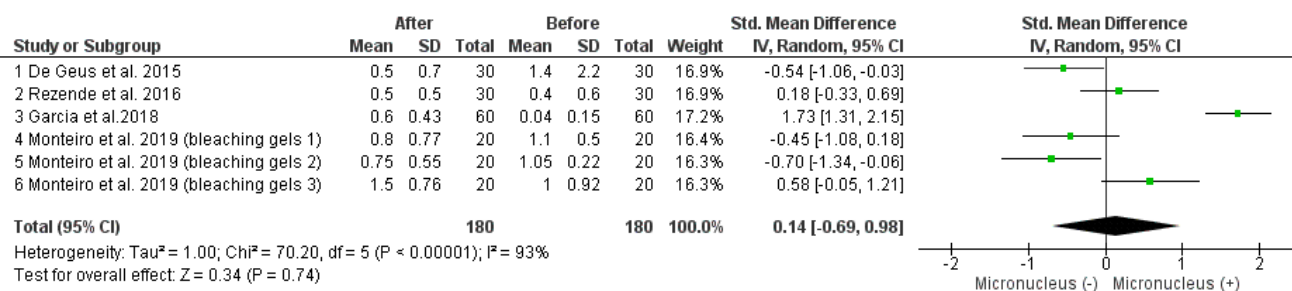 After Before Std. Mean Difference Std. Mean Difference
Study or Subgroup Mean SD Total Mean SD Total Weight IV, Random, 95% CI IV, Random, 95% CI
1 De Geus et al. 2015 0.5 0.7 30 1.4 2.2 30 16.9% -0.54 [-1.06, -0.03]
2 Rezende et al. 2016 0.5 0.5 30 0.4 0.6 30 16.9% 0.18 [-0.33, 0.69]
3 Garcia et al.2018 0.6 0.43 60 0.04 0.15 60 17.2% 1.73 [1.31, 2.15]
4 Monteiro et al. 2019 (bleaching gels 1) 0.8 0.77 20 1.1 0.5 20 16.4% -0.45 [-1.08, 0.18]
5 Monteiro et al. 2019 (bleaching gels 2) 0.75 0.55 20 1.05 0.22 20 16.3% -0.70 [-1.34, -0.06]
6 Monteiro et al. 2019 (bleaching gels 3) 1.5 0.76 20 1 0.92 20 16.3% 0.58 [-0.05, 1.21]
Total (95% CI) 180 180 100.0% 0.14 [-0.69, 0.98]
Heterogeneity: Tau² = 1.00; Chi² = 70.20, df = 5 (P < 0.00001); I² = 93%
Test for overall effect: Z = 0.34 (P = 0.74)
-2 -1 0 1 2
Micronucleus (-) Micronucleus (+)